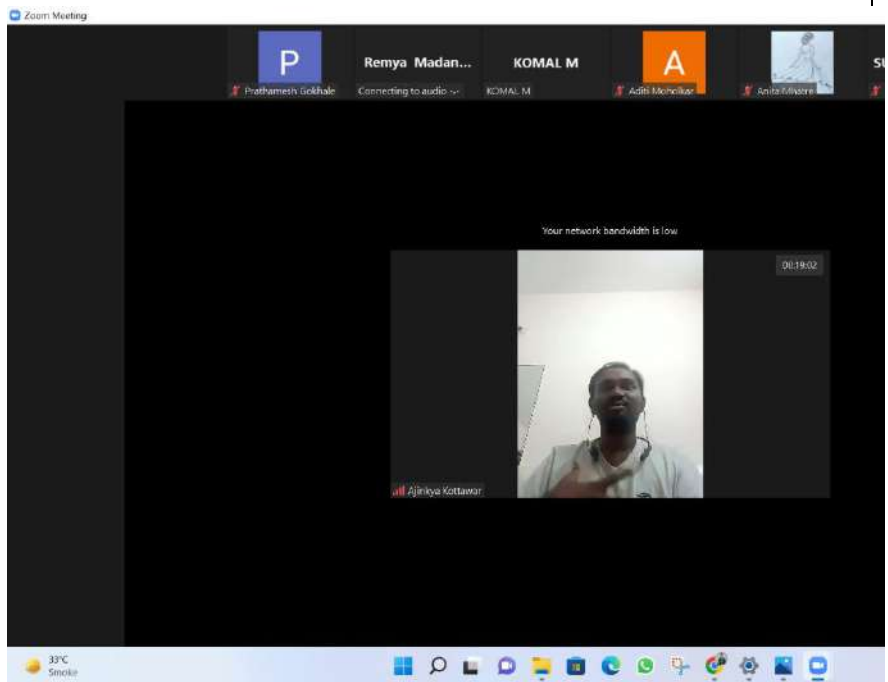 Zoom Meeting
P
Remya Madan...
KOMAL M
A
Prathamesh Gokhale
Connecting to audio
KOMAL M
Aditi Moholkar
Anita Mhatre
Your network bandwidth is low
00:19:02
Ajinkya Kottawar
33°C
Smoke